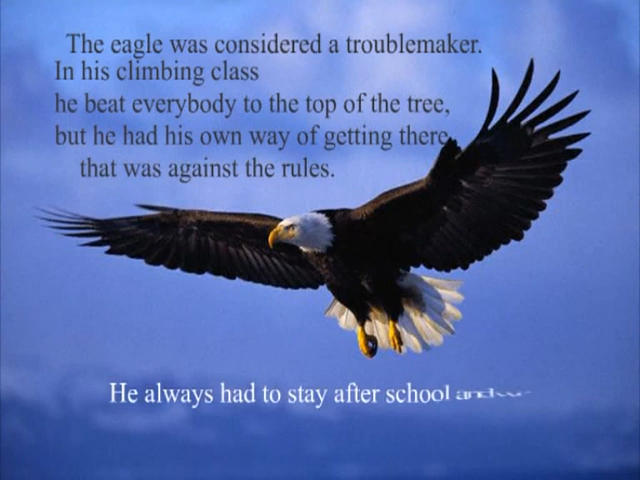 The eagle was considered a troublemaker.
In his climbing class
he beat everybody to the top of the tree,
but he had his own way of getting there
that was against the rules.
He always had to stay after school and